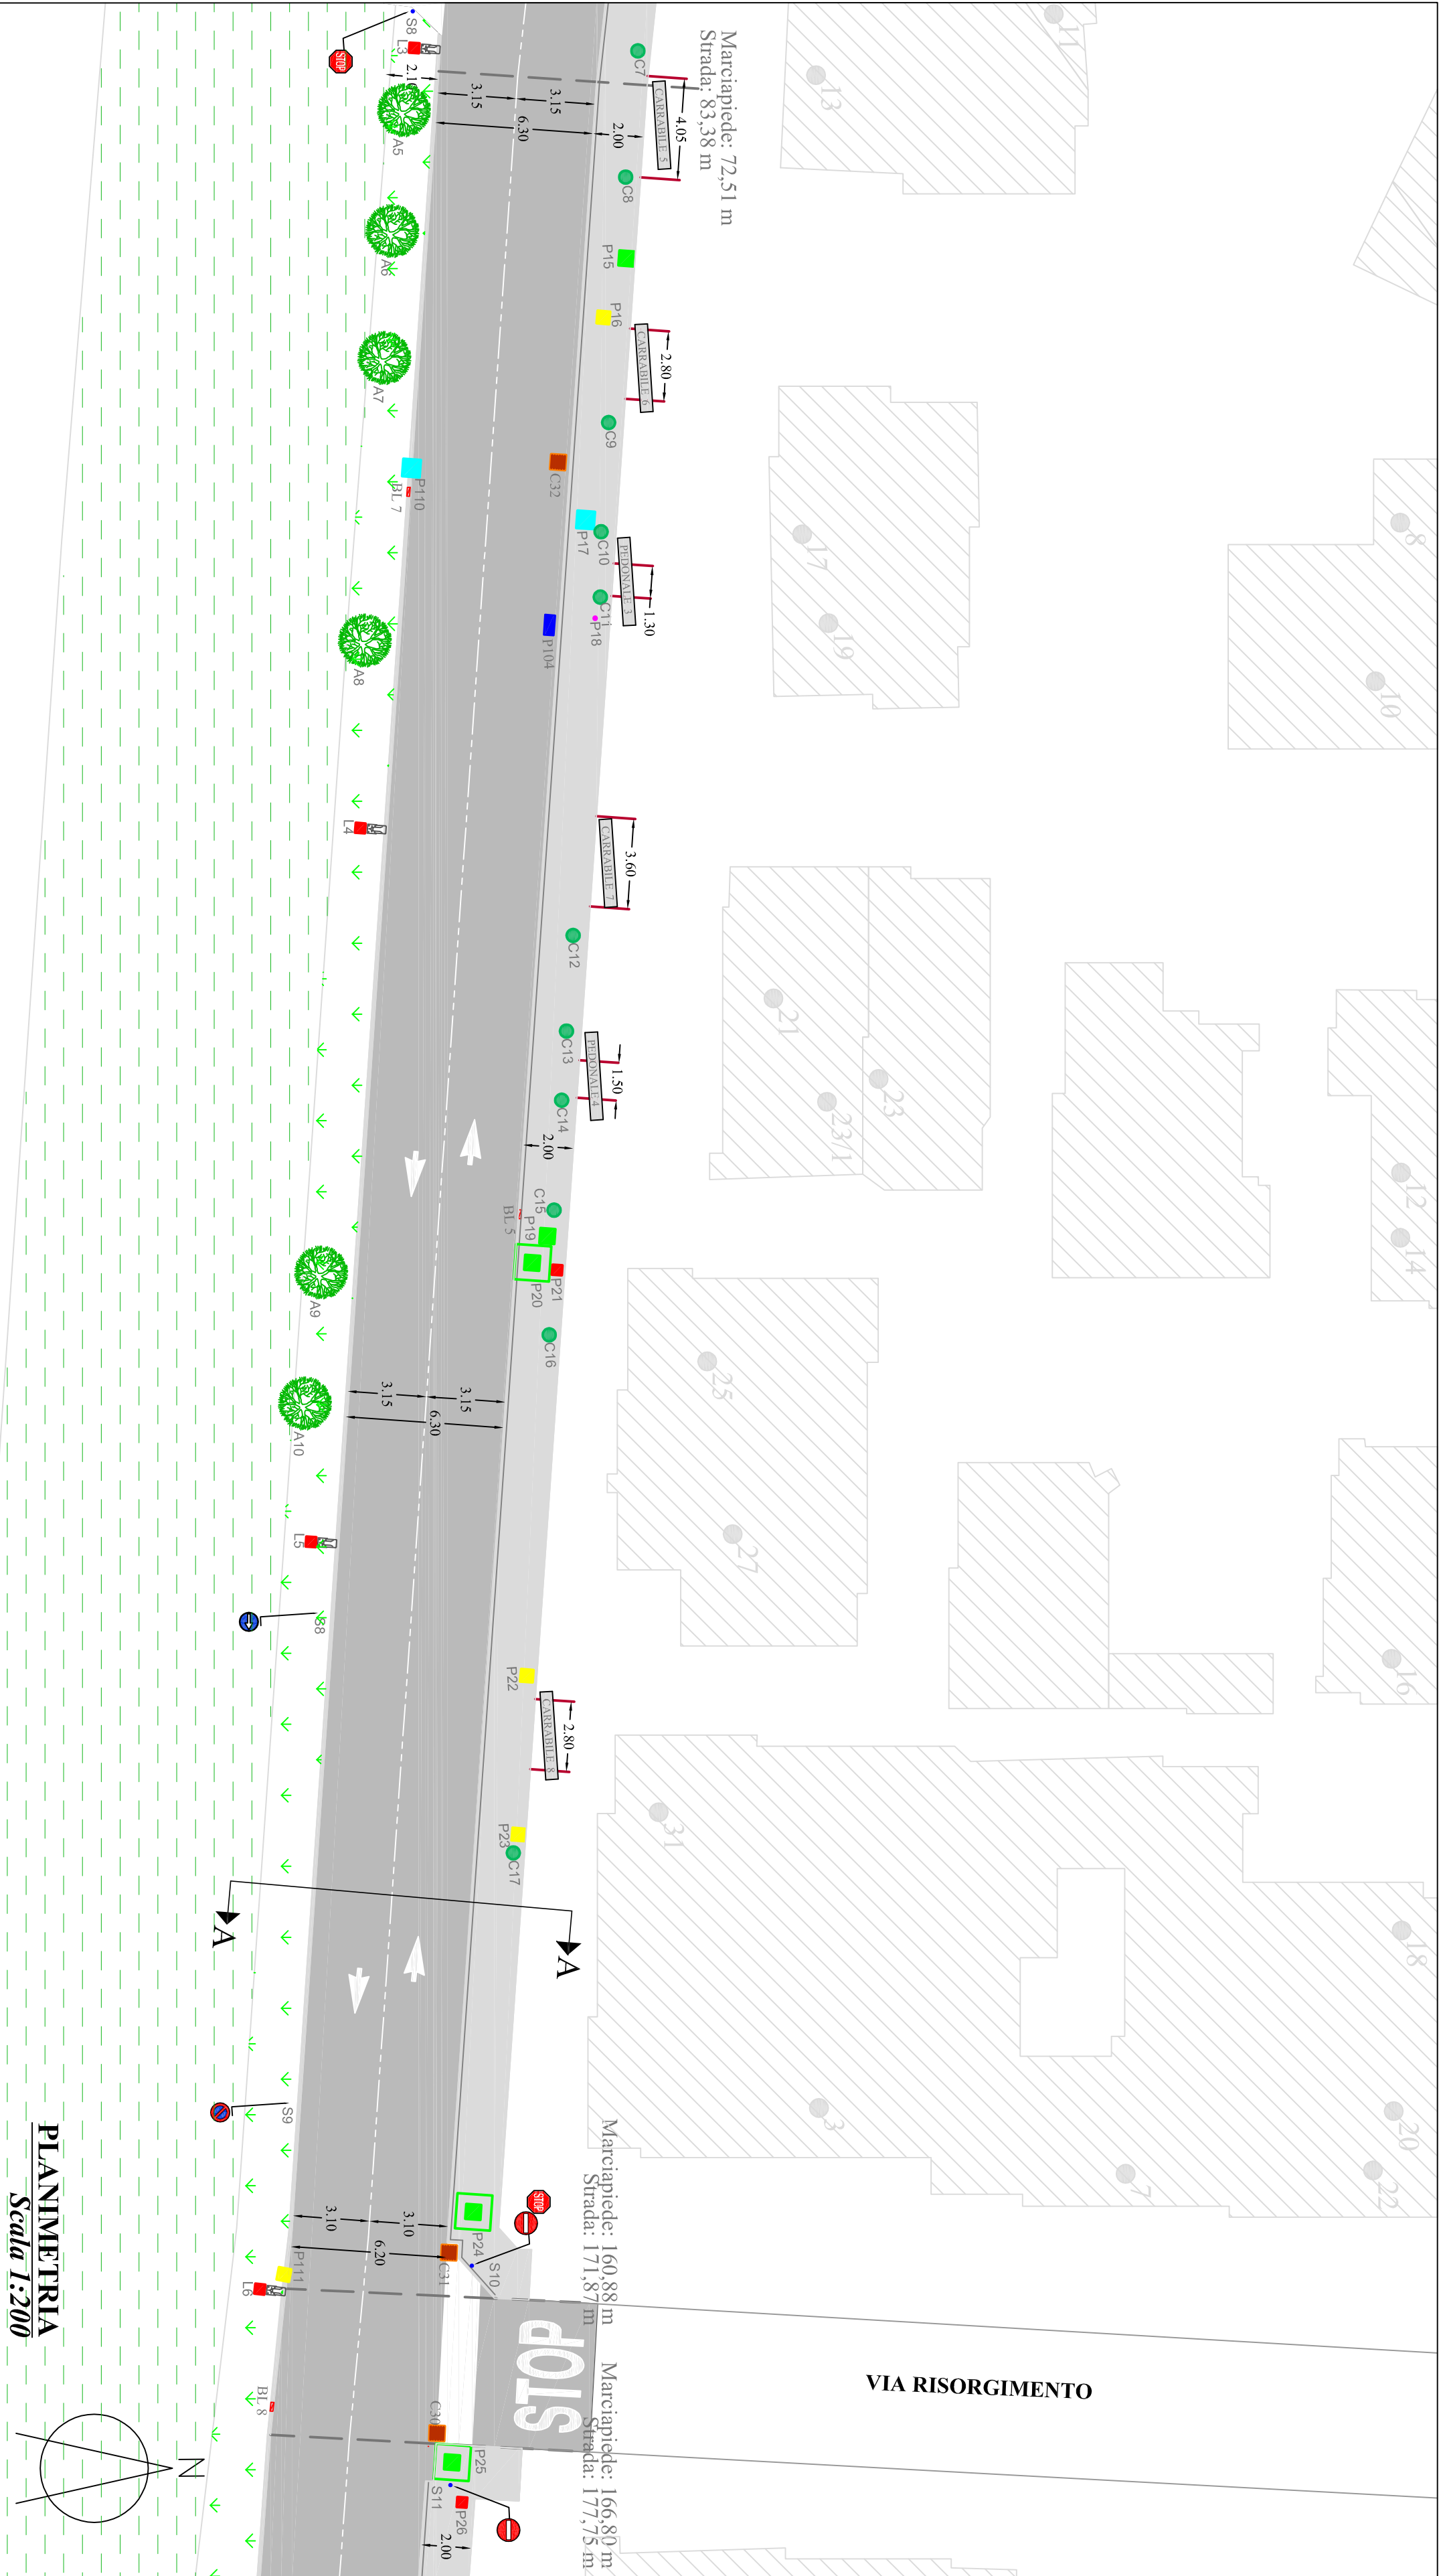 Marciapiede: 72,51 m
Strada: 83,38 m
S8
L3
STOP
2.10
3.15
3.15
6.30
2.00
4.05
C7
CARRABILE 5
C8
A5
A6
A7
P15
P16
2.80
CARRABILE 6
C9
C32
P110
BL 7
P17
C10
PEDONALE 3
1.30
C11
P18
P104
A8
L4
3.60
CARRABILE 7
C12
C13
PEDONALE 4
1.50
C14
2.00
C15
BL 5
P19
P20
P21
C16
A9
A10
3.15
3.15
6.30
L5
S8
P22
CARRABILE 8
2.80
P23
C17
A
A
S9
3.10
3.10
6.20
P24
C31
S10
STOP
P111
L6
Marciapiede: 160,88 m
Strada: 171,87 m
STOP
Marciapiede: 166,80 m
Strada: 177,75 m
BL 8
C30
P25
S11
P26
2.00
VIA RISORGIMENTO
11
13
17
19
8
10
21
23
23/1
12
14
25
27
16
31
18
3
7
20
22
N
PLANIMETRIA
Scala 1:200